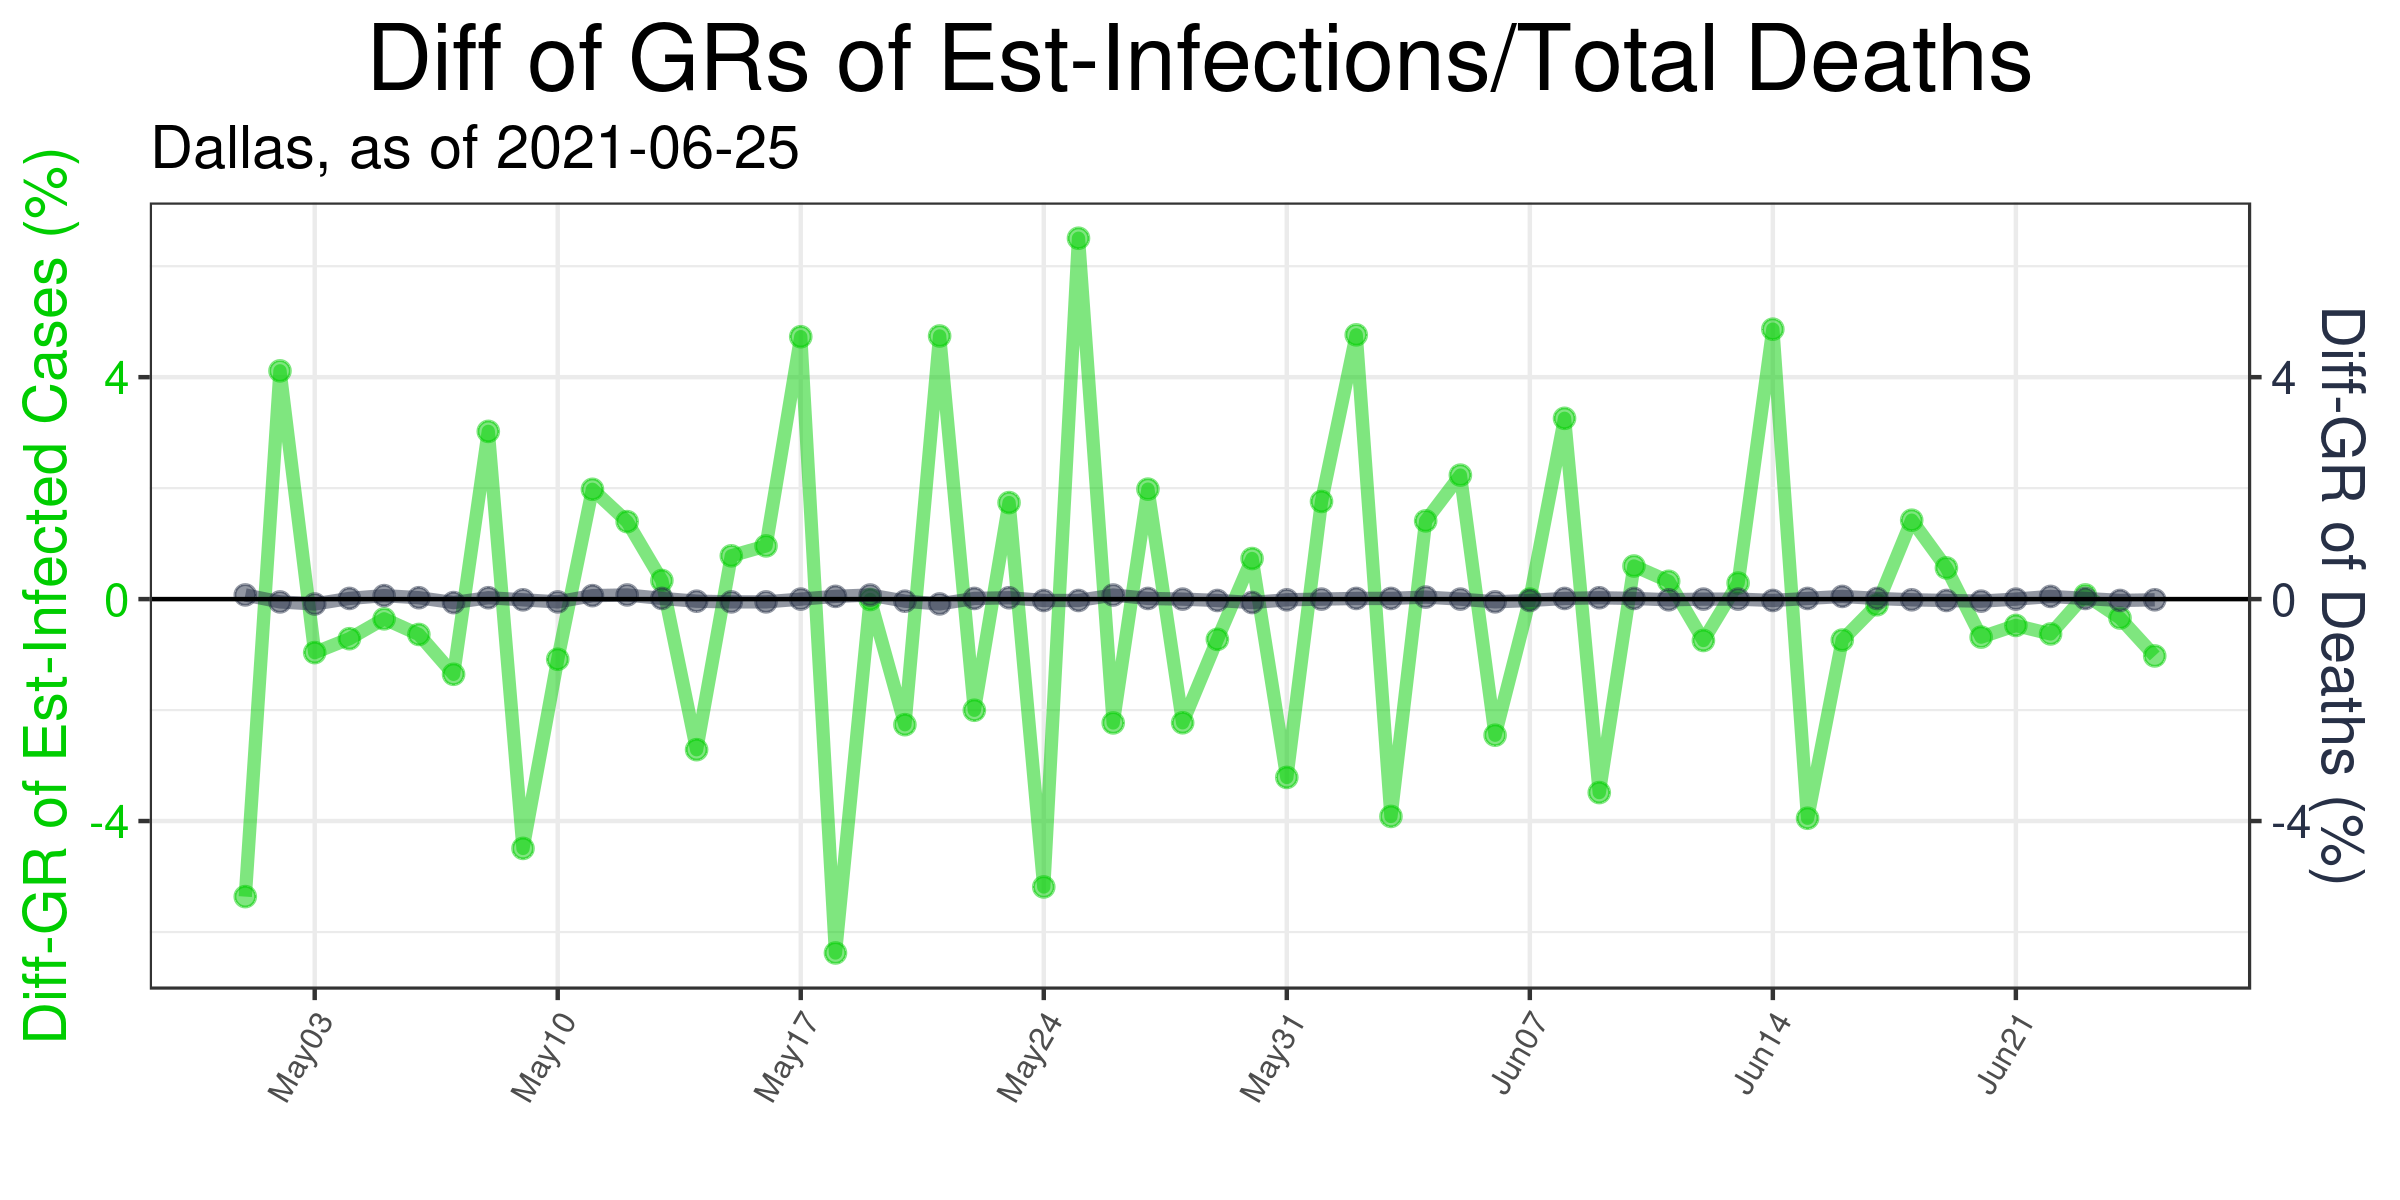 Diff of GRs of Est-Infections/Total Deaths
Dallas, as of 2021-06-25
Diff-GR of Est-Infected Cases (%)
4
0
-4
4
0
-4
Diff-GR of Deaths (%)
May03
May10
May17
May24
May31
Jun07
Jun14
Jun21